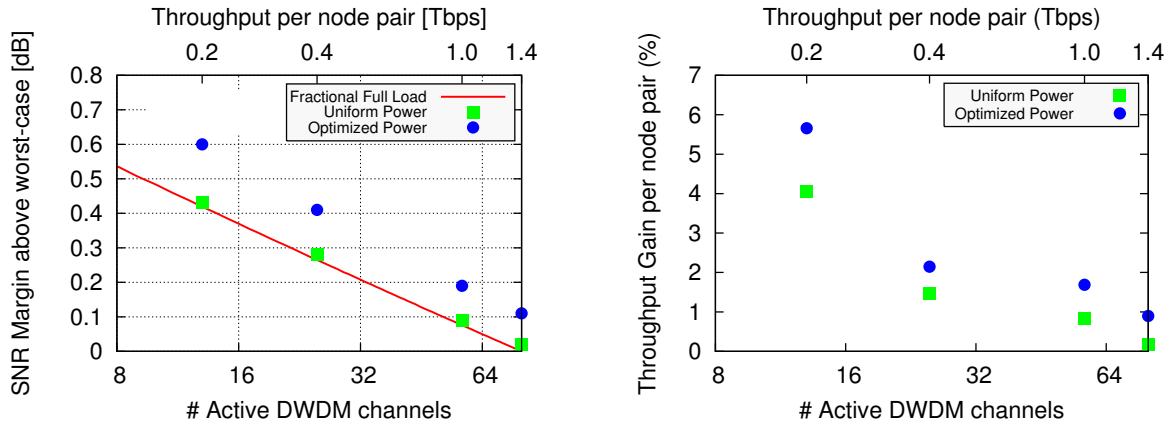 Throughput per node pair [Tbps]
0.2 0.4 1.0 1.4
SNR Margin above worst-case [dB]
0.8
0.7
0.6
0.5
0.4
0.3
0.2
0.1
0
Fractional Full Load
Uniform Power
Optimized Power
8 16 32 64
# Active DWDM channels
Throughput per node pair (Tbps)
0.2 0.4 1.0 1.4
Throughput Gain per node pair (%)
7
6
5
4
3
2
1
0
Uniform Power
Optimized Power
8 16 32 64
# Active DWDM channels